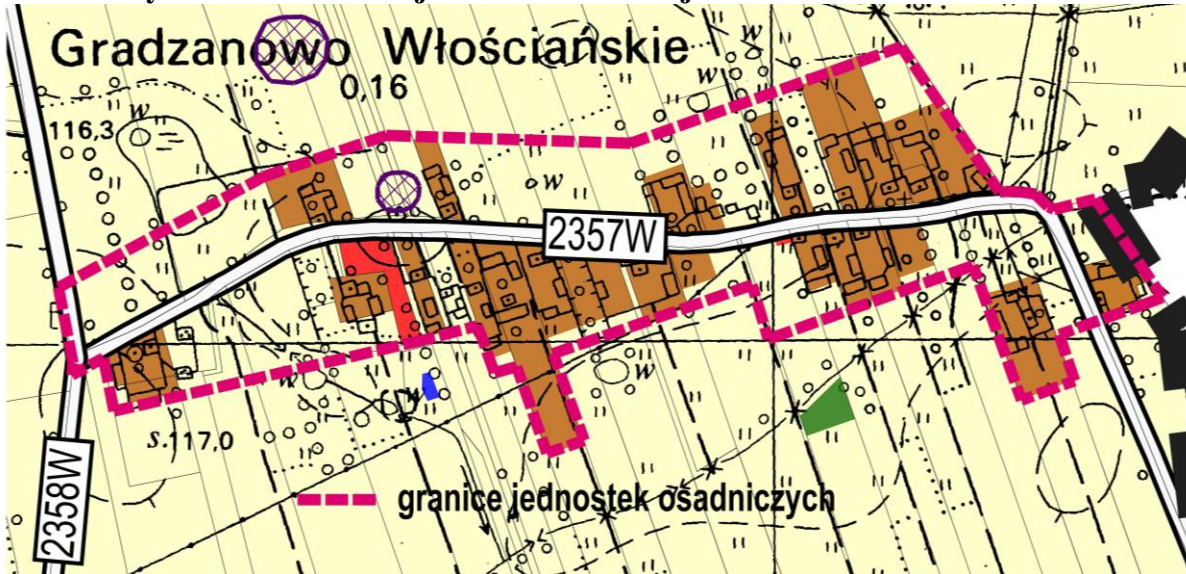 Gradzanowo Włościańskie
0,16
w
w
w
116,3
w
w
2357W
w
w
w
s.117,0
2358W
granice jednostek osadniczych